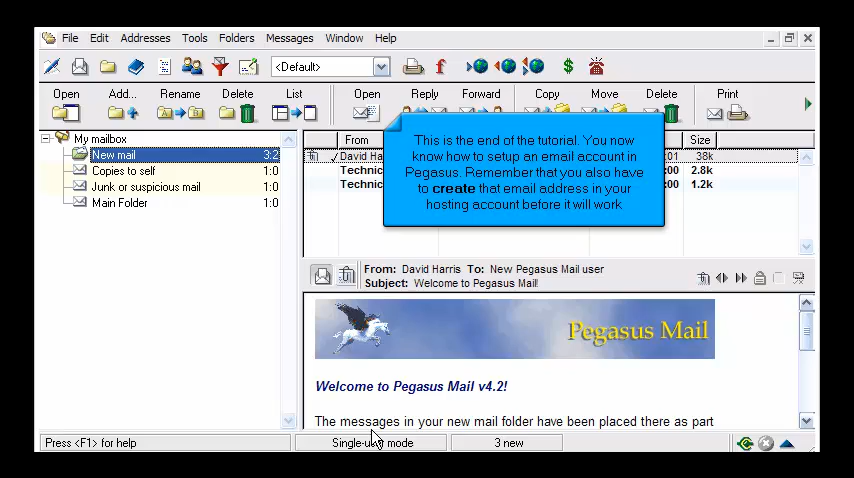 File Edit Addresses Tools Folders Messages Window Help
<Default>
Open Add... Rename Delete List Open Reply Forward Copy Move Delete Print
My mailbox
New mail 3:2
Copies to self 1:0
Junk or suspicious mail 1:0
Main Folder 1:0
From Size
David Ha :01 38k
Technic :00 2.8k
Technic :00 1.2k
This is the end of the tutorial. You now
know how to setup an email account in
Pegasus. Remember that you also have
to create that email address in your
hosting account before it will work
From: David Harris To: New Pegasus Mail user
Subject: Welcome to Pegasus Mail!
Pegasus Mail
Welcome to Pegasus Mail v4.2!
The messages in your new mail folder have been placed there as part
Press <F1> for help Single-user mode 3 new